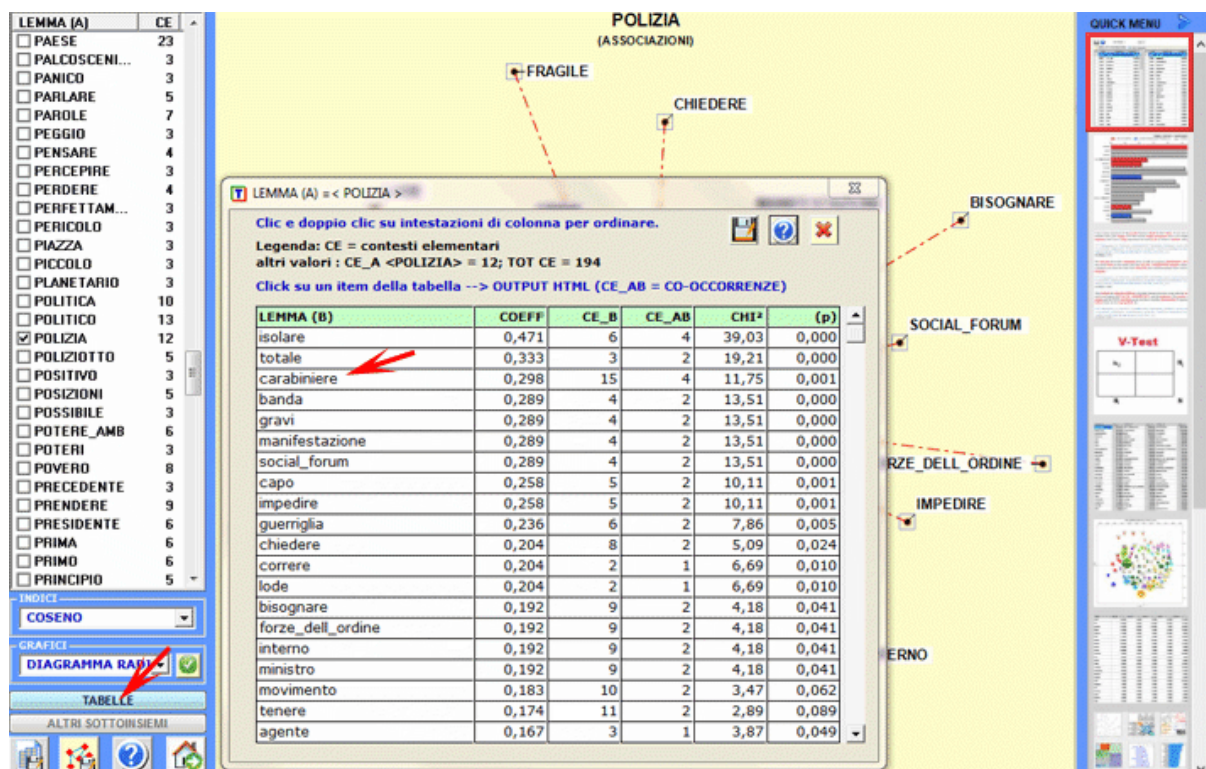 LEMMA (A) CE
PAESE 23
PALCOSCENI... 3
PANICO 3
PARLARE 5
PAROLE 7
PEGGIO 3
PENSARE 4
PERCEPIRE 3
PERDERE 4
PERFETTAM... 3
PERICOLO 3
PIAZZA 3
PICCOLO 3
PLANETARIO 3
POLITICA 10
POLITICO 13
POLIZIA 12
POLIZIOTTO 5
POSITIVO 3
POSIZIONI 5
POSSIBILE 3
POTERE_AMB 6
POTERI 3
POVERO 8
PRECEDENTE 3
PRENDERE 9
PRESIDENTE 6
PRIMA 6
PRIMO 6
PRINCIPIO 5
INDICI
COSENO
GRAFICI
DIAGRAMMA RADI
TABELLE
ALTRI SOTTOINSIEMI
POLIZIA
(ASSOCIAZIONI)
FRAGILE
CHIEDERE
BISOGNARE
SOCIAL_FORUM
RZE_DELL_ORDINE
IMPEDIRE
ERNO
LEMMA (A) =< POLIZIA >
Clic e doppio clic su intestazioni di colonna per ordinare.
Legenda: CE = contesti elementari
altri valori : CE_A <POLIZIA> = 12; TOT CE = 194
Click su un item della tabella --> OUTPUT HTML (CE_AB = CO-OCCORRENZE)
LEMMA (B) COEFF CE_B CE_AB CHI² (p)
isolare 0,471 6 4 39,03 0,000
totale 0,333 3 2 19,21 0,000
carabiniere 0,298 15 4 11,75 0,001
banda 0,289 4 2 13,51 0,000
gravi 0,289 4 2 13,51 0,000
manifestazione 0,289 4 2 13,51 0,000
social_forum 0,289 4 2 13,51 0,000
capo 0,258 5 2 10,11 0,001
impedire 0,258 5 2 10,11 0,001
guerriglia 0,236 6 2 7,86 0,005
chiedere 0,204 8 2 5,09 0,024
correre 0,204 2 1 6,69 0,010
lode 0,204 2 1 6,69 0,010
bisognare 0,192 9 2 4,18 0,041
forze_dell_ordine 0,192 9 2 4,18 0,041
interno 0,192 9 2 4,18 0,041
ministro 0,192 9 2 4,18 0,041
movimento 0,183 10 2 3,47 0,062
tenere 0,174 11 2 2,89 0,089
agente 0,167 3 1 3,87 0,049
QUICK MENU
V-Test